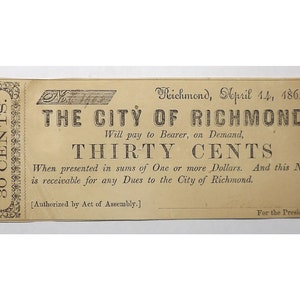 Richmond, April 14, 186
THE CITY OF RICHMOND
Will pay to Bearer, on Demand,
THIRTY CENTS
When presented in sums of One or more Dollars. And this N
is receivable for any Dues to the City of Richmond.
[Authorized by Act of Assembly.]
For the Presid
30 CENTS.